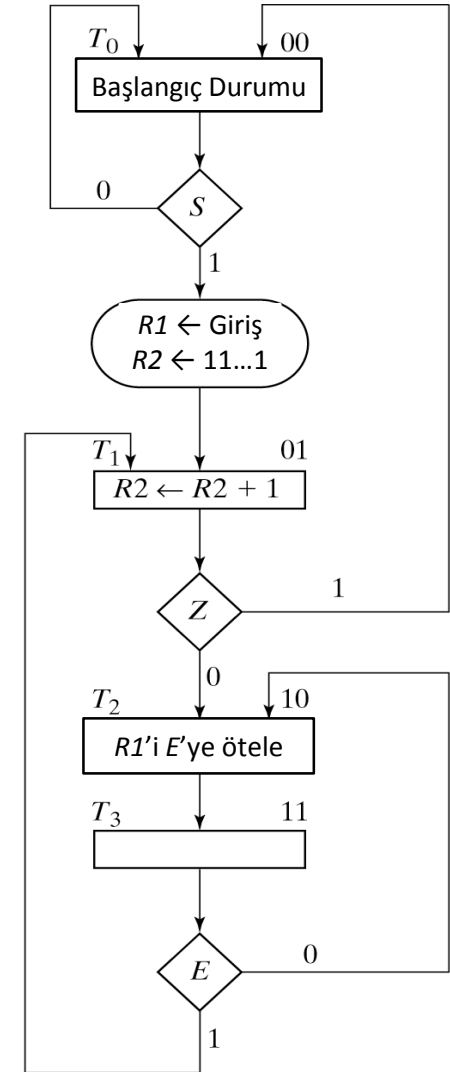 T0
00
Başlangıç Durumu
0
S
1
R1 ← Giriş
R2 ← 11...1
T1
01
R2 ← R2 + 1
Z
1
0
T2
10
R1'i E'ye ötele
T3
11
E
0
1